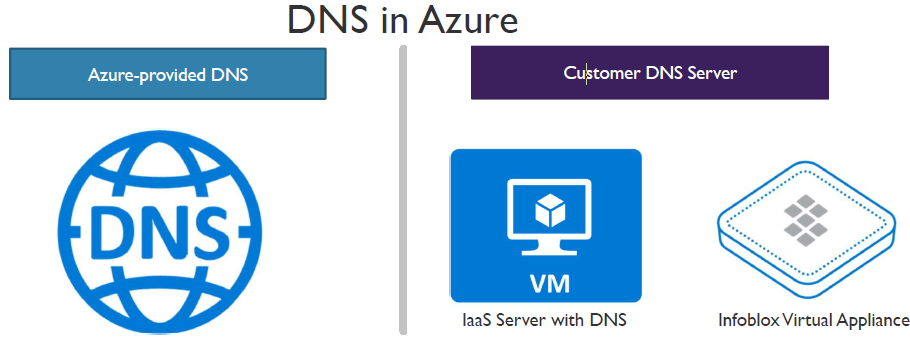 DNS in Azure
Azure-provided DNS
Customer DNS Server
DNS
VM
IaaS Server with DNS
Infoblox Virtual Appliance